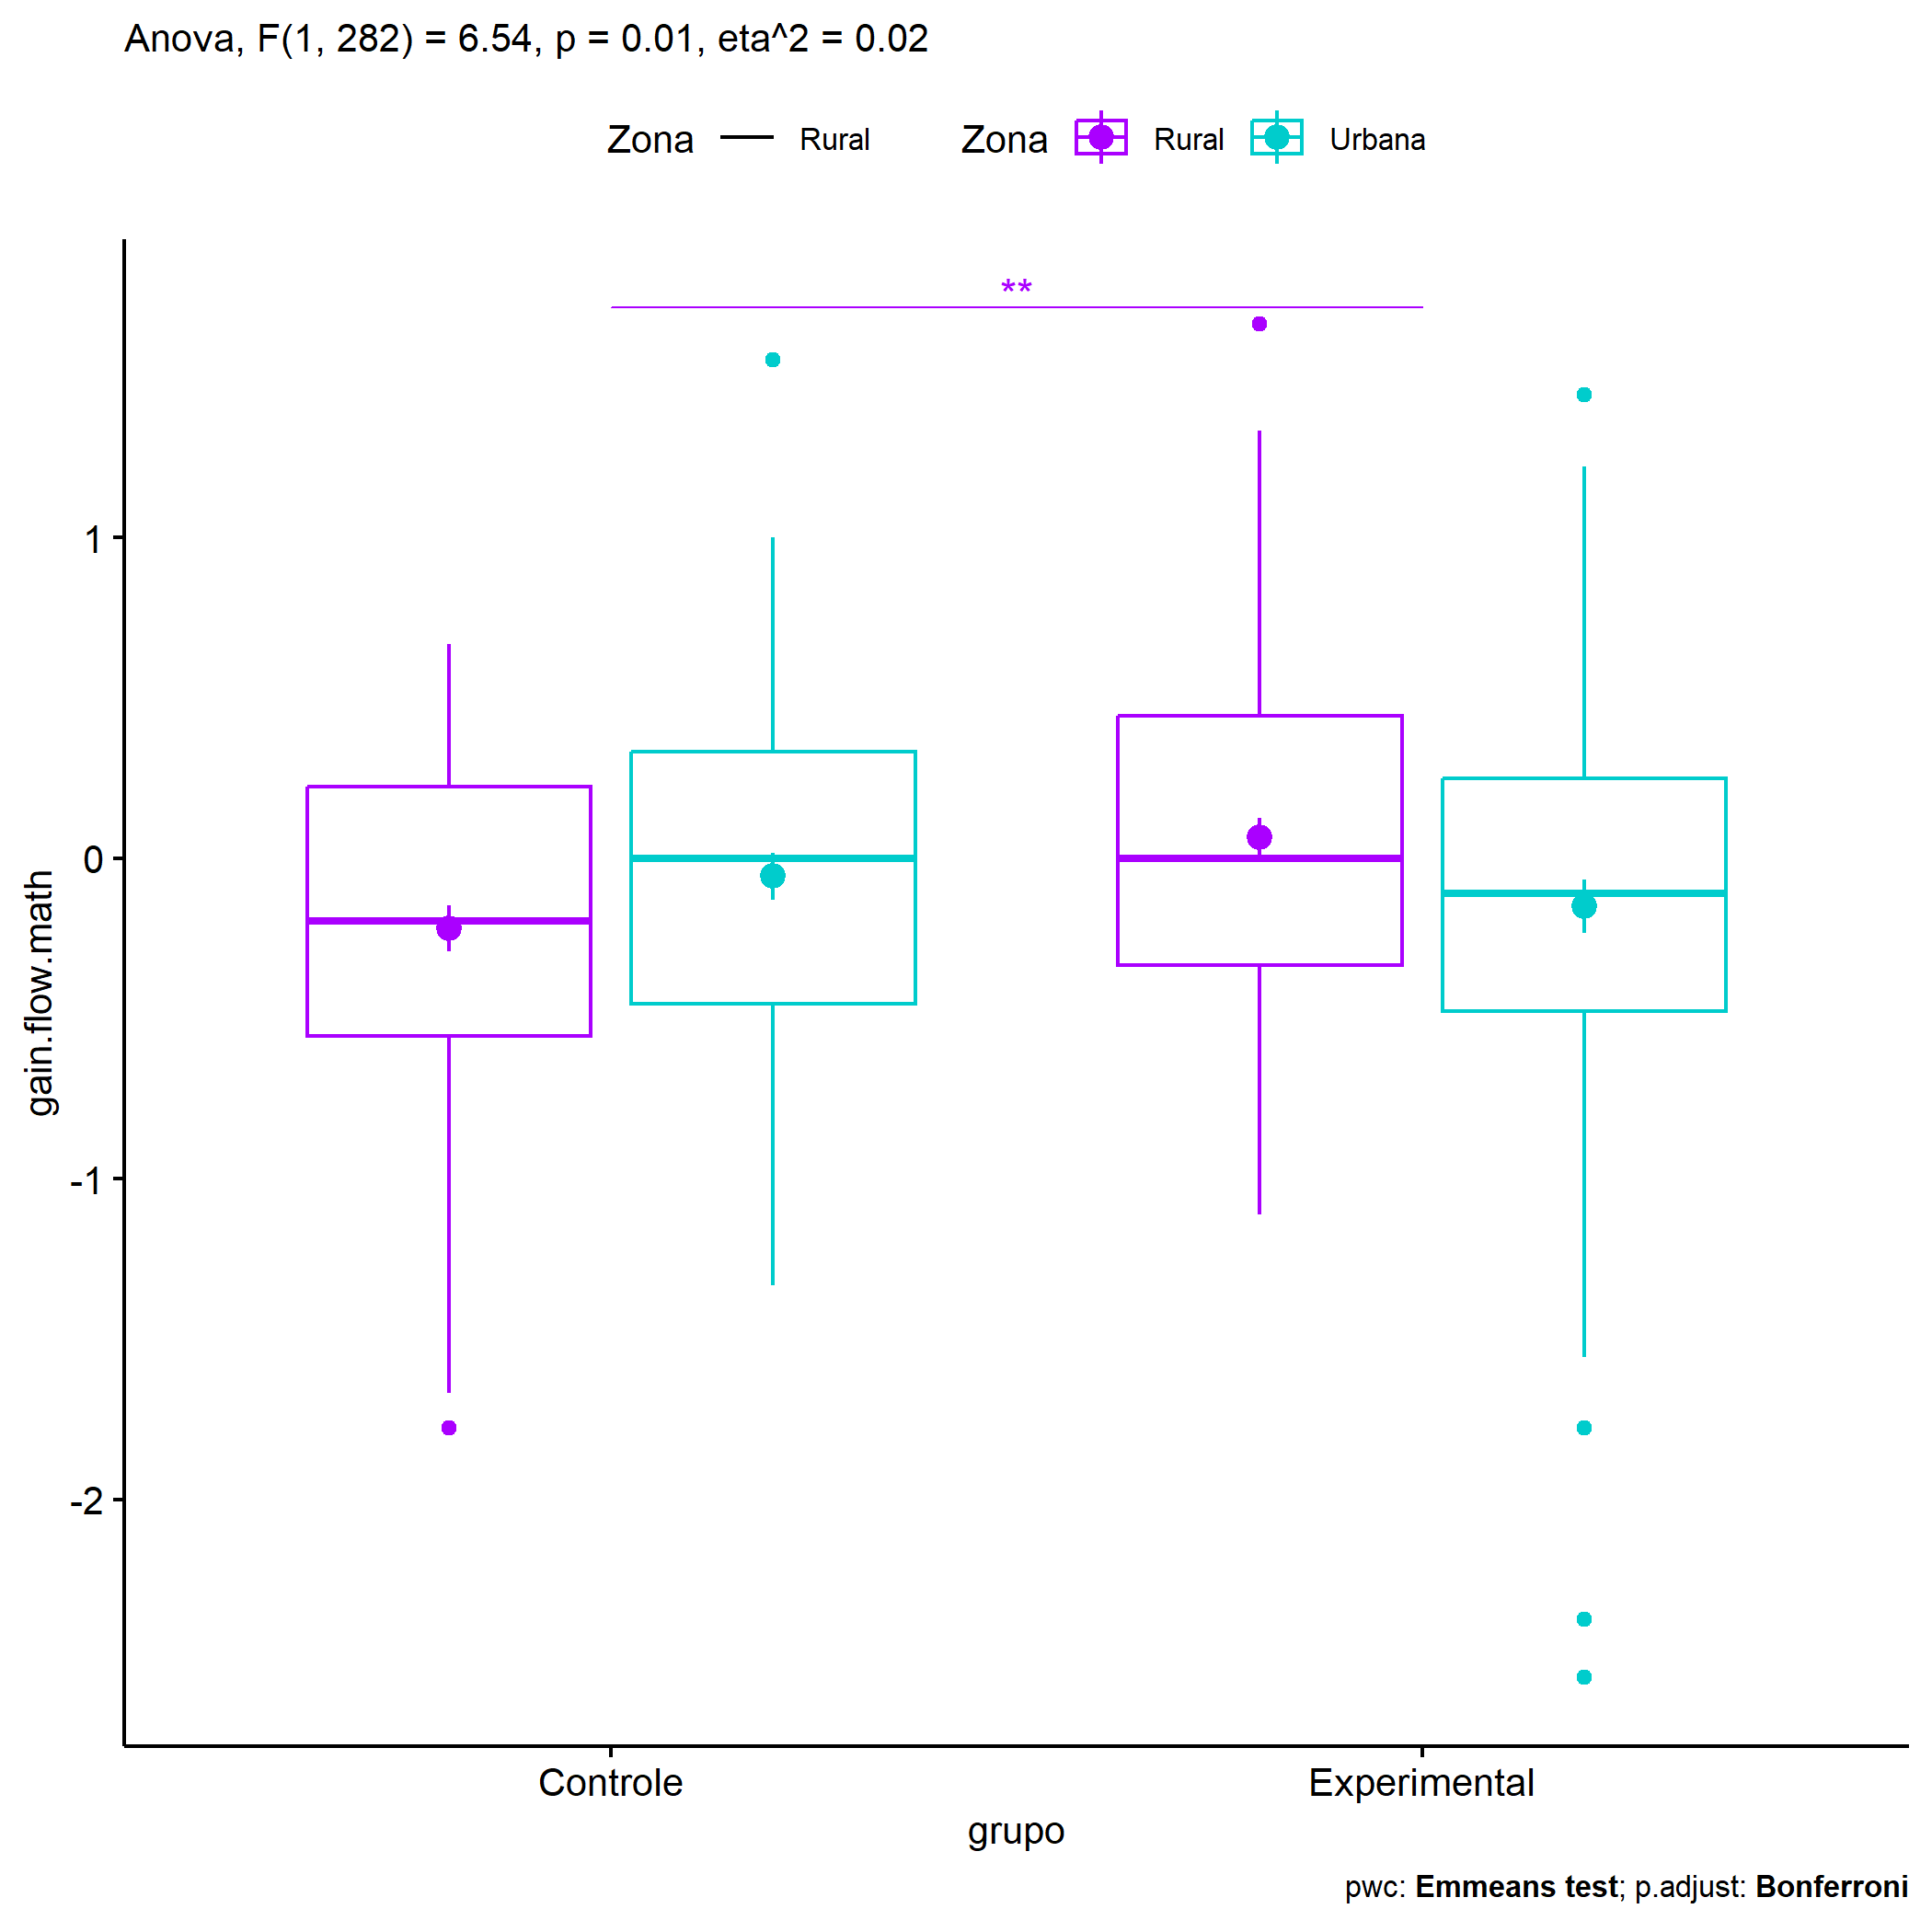 Anova, F(1, 282) = 6.54, p = 0.01, eta^2 = 0.02
Zona Rural Zona Rural Urbana
**
1
0
-1
-2
gain.flow.math
Controle Experimental
grupo
pwc: Emmeans test; p.adjust: Bonferroni